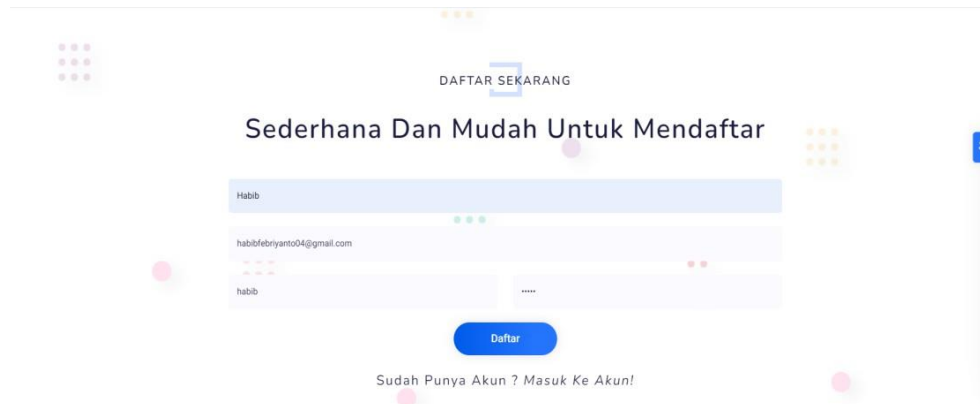 DAFTAR SEKARANG
Sederhana Dan Mudah Untuk Mendaftar
Habib
habibfebriyanto04@gmail.com
habib •••••
Daftar
Sudah Punya Akun ? Masuk Ke Akun!